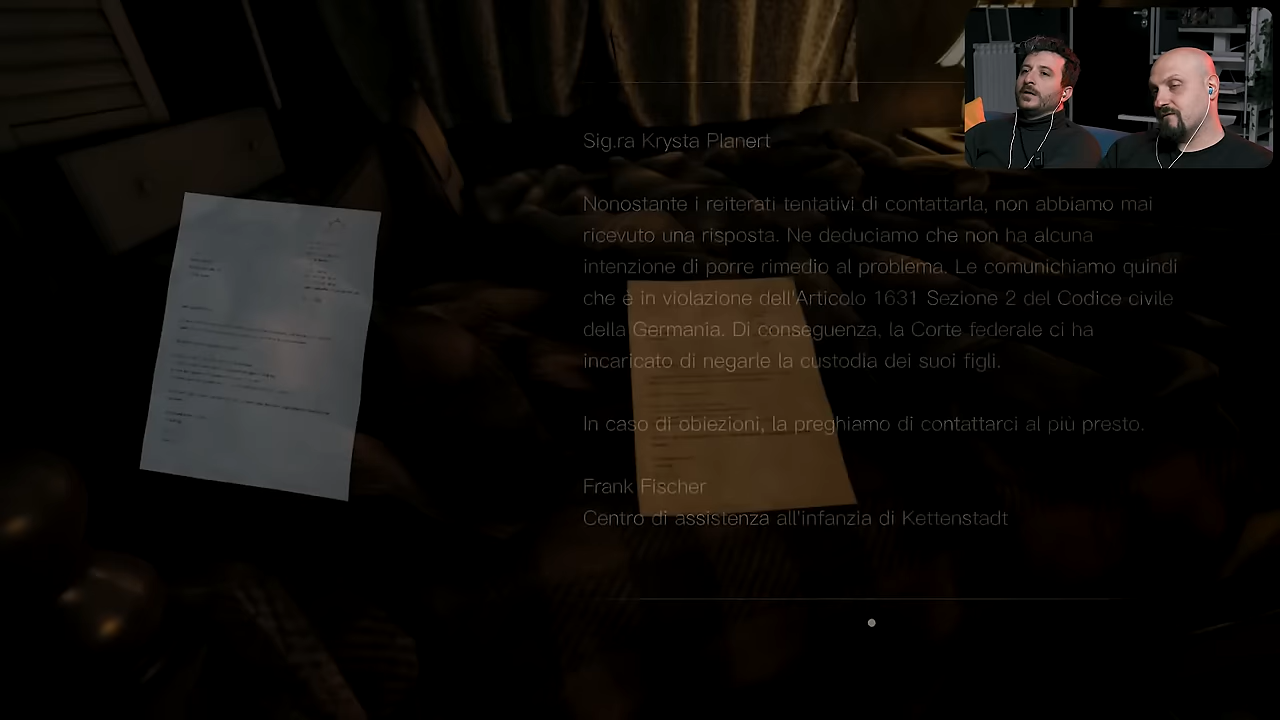 Sig.ra Krysta Planert
Nonostante i reiterati tentativi di contattarla, non abbiamo mai
ricevuto una risposta. Ne deduciamo che non ha alcuna
intenzione di porre rimedio al problema. Le comunichiamo quindi
che è in violazione dell'Articolo 1631 Sezione 2 del Codice civile
della Germania. Di conseguenza, la Corte federale ci ha
incaricato di negarle la custodia dei suoi figli.
In caso di obiezioni, la preghiamo di contattarci al più presto.
Frank Fischer
Centro di assistenza all'infanzia di Kettenstadt